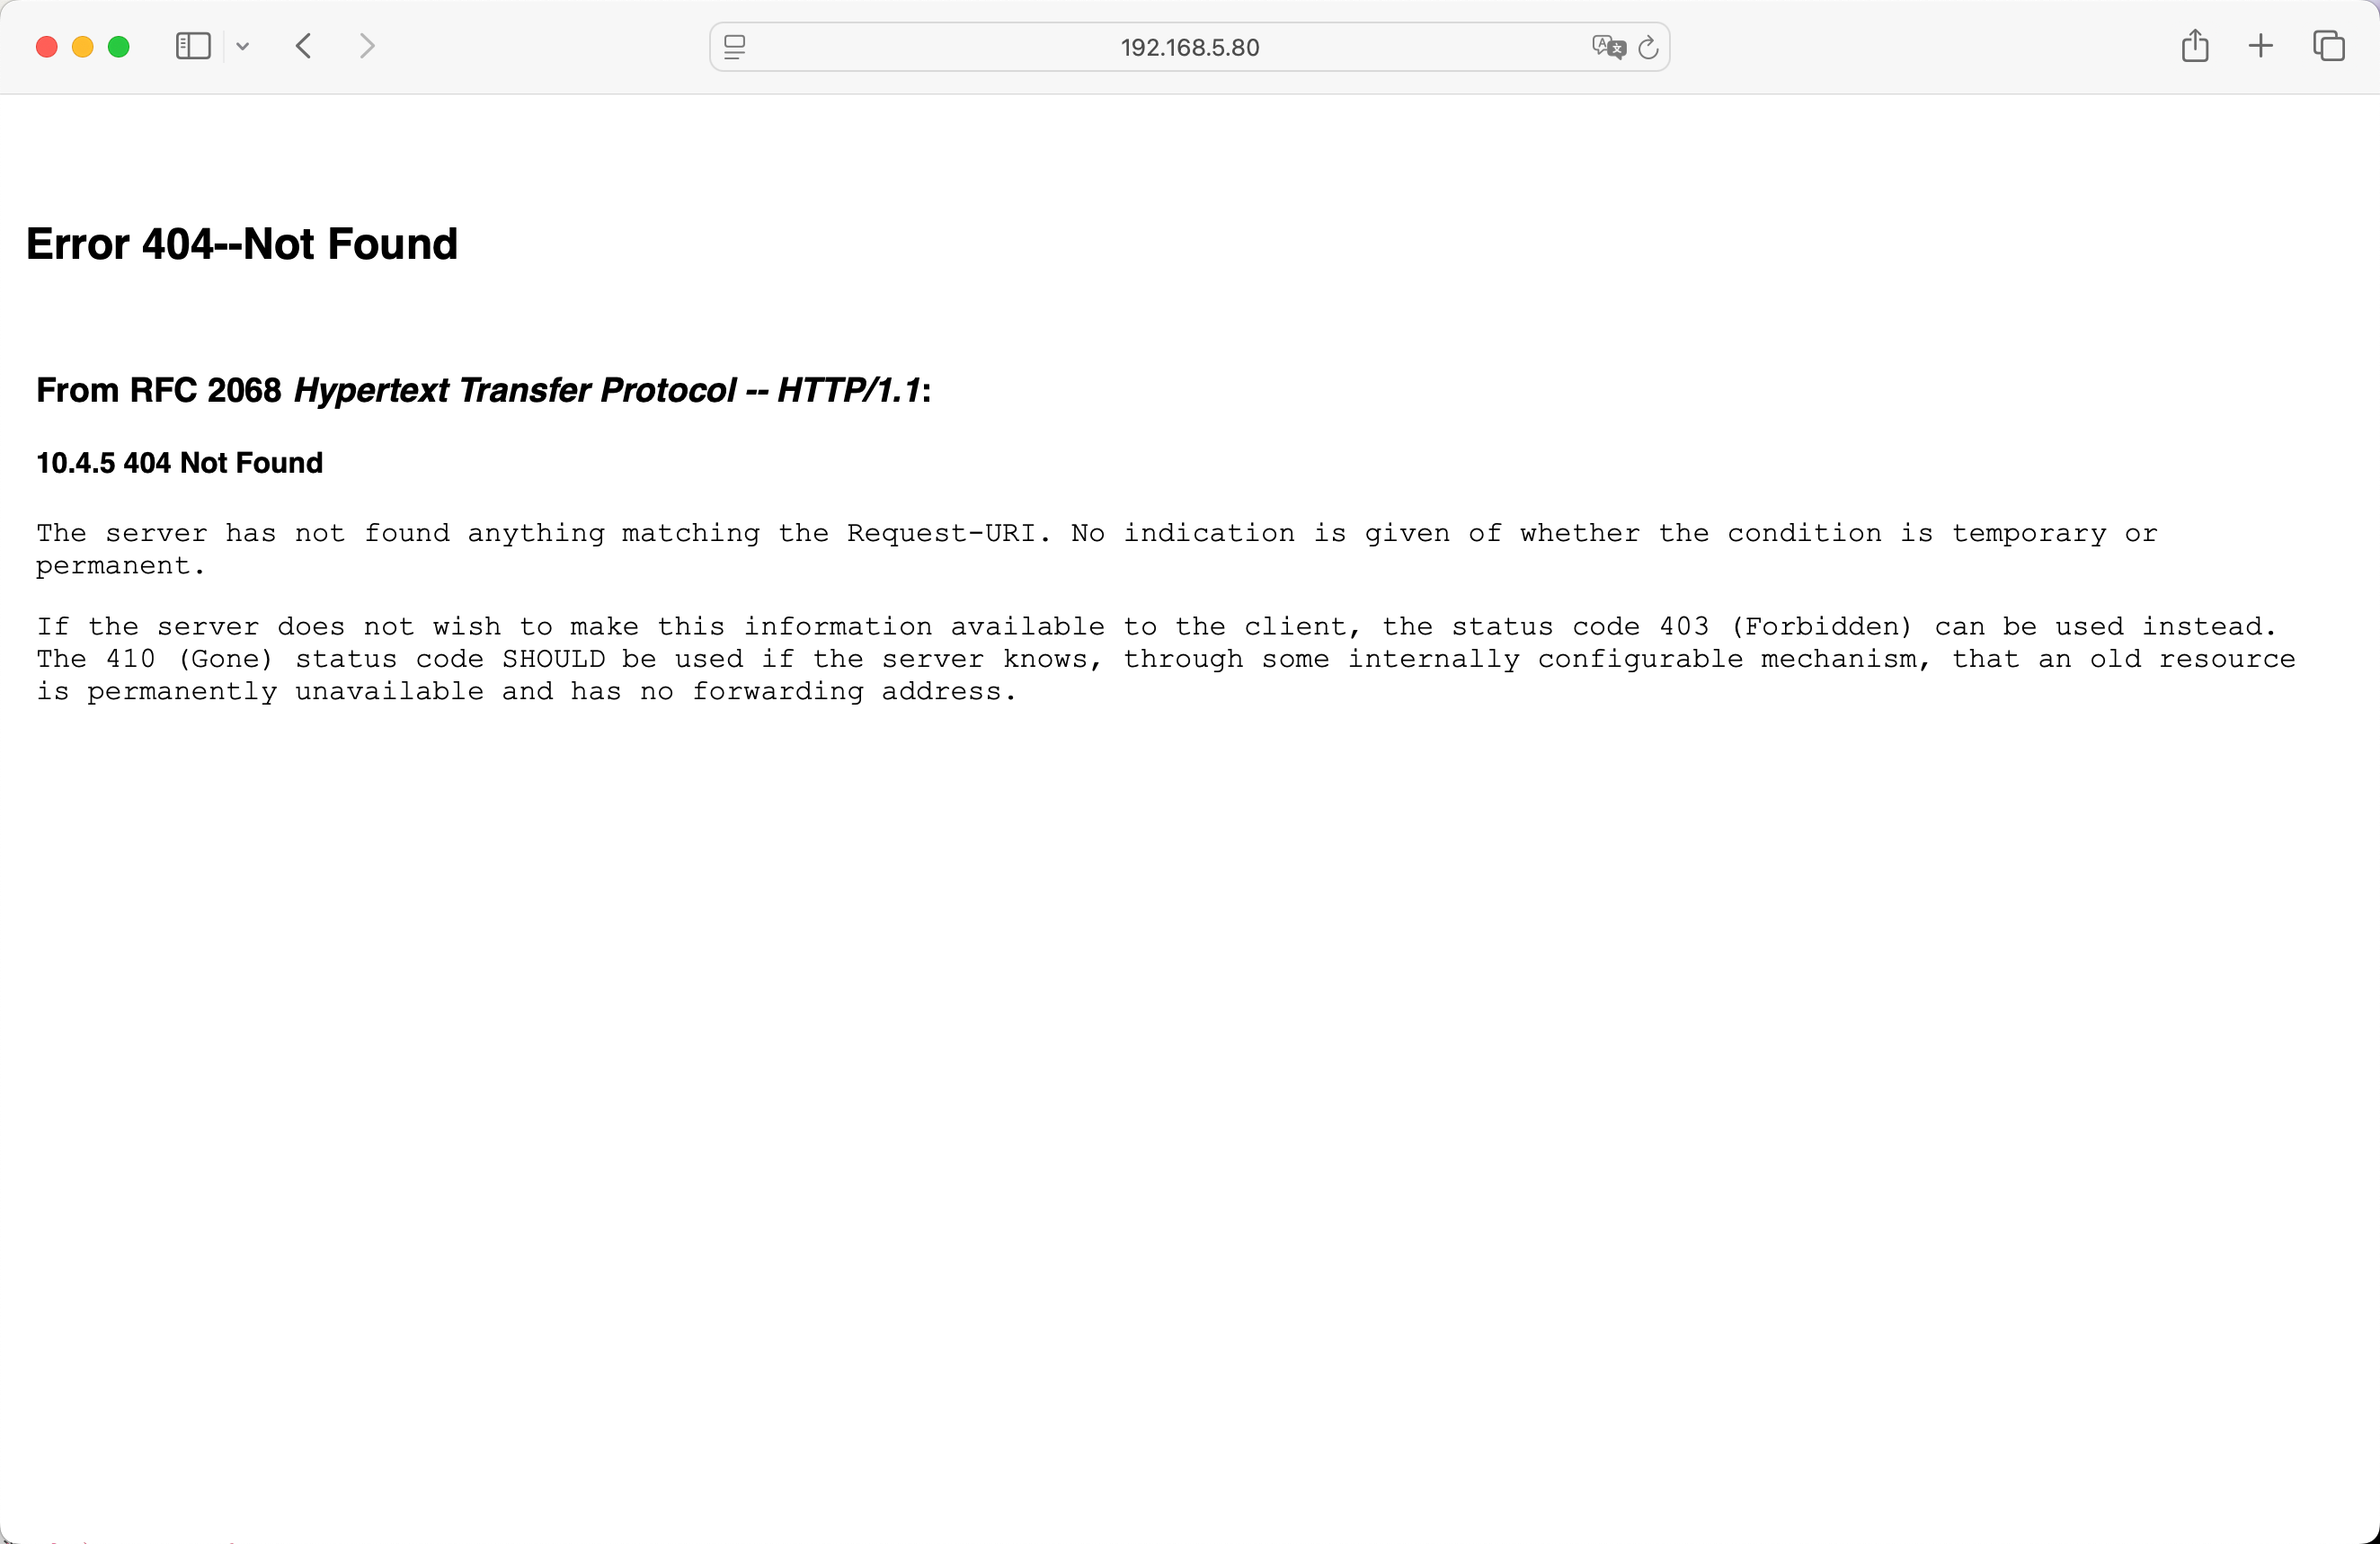 192.168.5.80
Error 404--Not Found
From RFC 2068 Hypertext Transfer Protocol -- HTTP/1.1:
10.4.5 404 Not Found
The server has not found anything matching the Request-URI. No indication is given of whether the condition is temporary or
permanent.
If the server does not wish to make this information available to the client, the status code 403 (Forbidden) can be used instead.
The 410 (Gone) status code SHOULD be used if the server knows, through some internally configurable mechanism, that an old resource
is permanently unavailable and has no forwarding address.